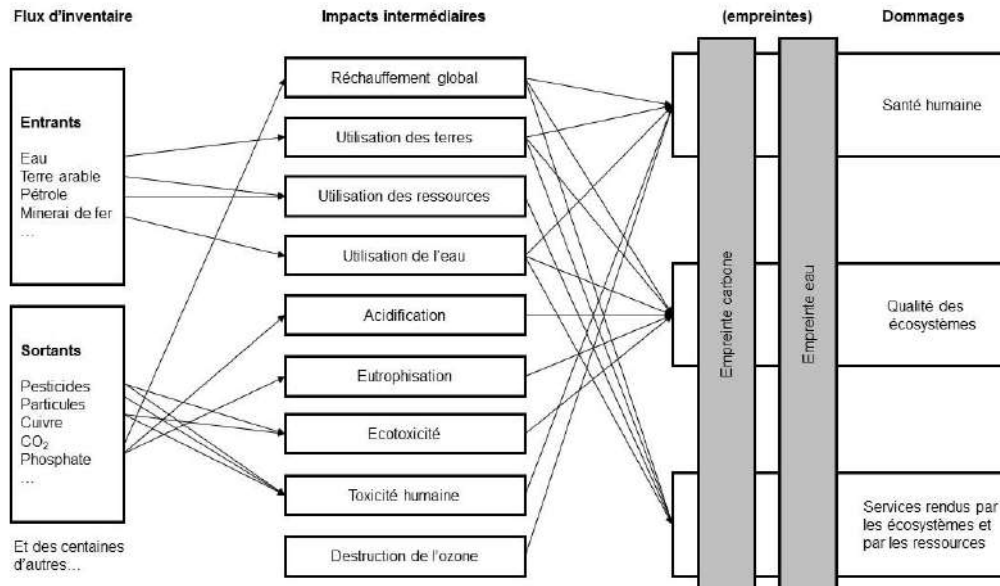 Flux d'inventaire
Impacts intermédiaires
(empreintes)
Dommages
Entrants
Eau
Terre arable
Pétrole
Minerai de fer
…
Sortants
Pesticides
Particules
Cuivre
CO₂
Phosphate
…
Et des centaines
d'autres…
Réchauffement global
Utilisation des terres
Utilisation des ressources
Utilisation de l'eau
Acidification
Eutrophisation
Ecotoxicité
Toxicité humaine
Destruction de l'ozone
Empreinte carbone
Empreinte eau
Santé humaine
Qualité des
écosystèmes
Services rendus par
les écosystèmes et
par les ressources